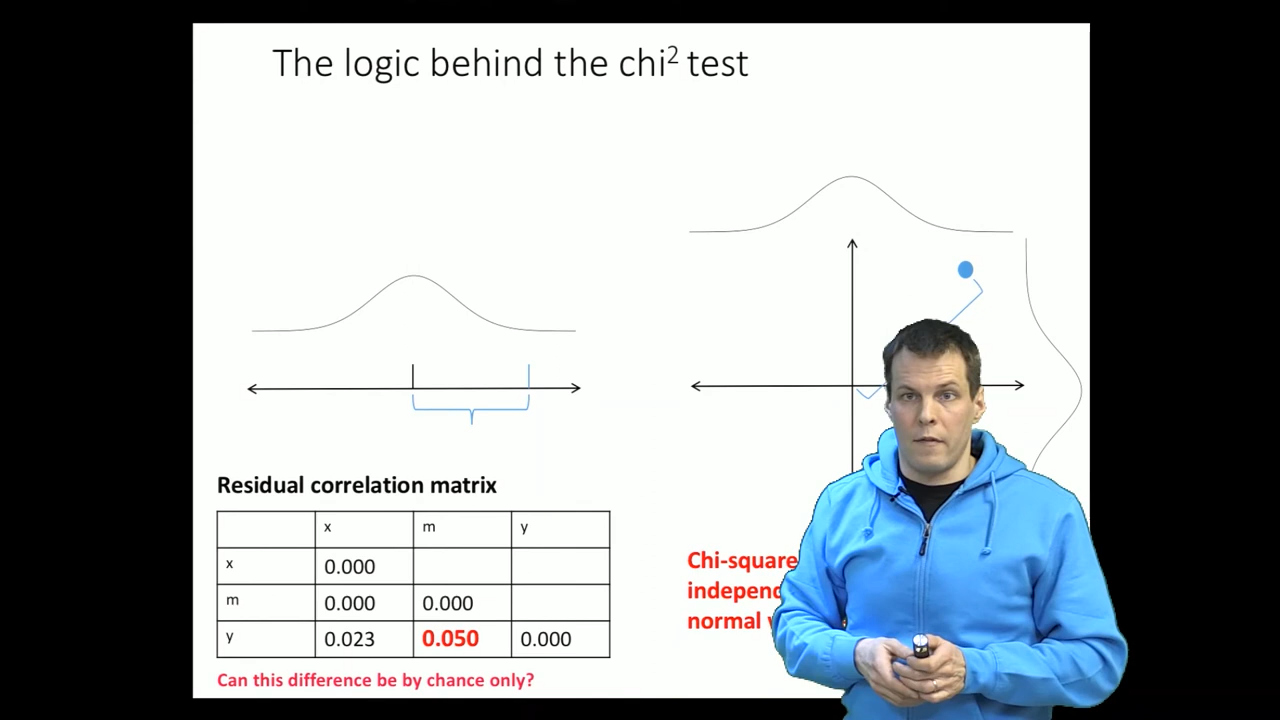 The logic behind the chi² test
Residual correlation matrix
x m y
x 0.000
m 0.000 0.000
y 0.023 0.050 0.000
Can this difference be by chance only?
Chi-square
normal